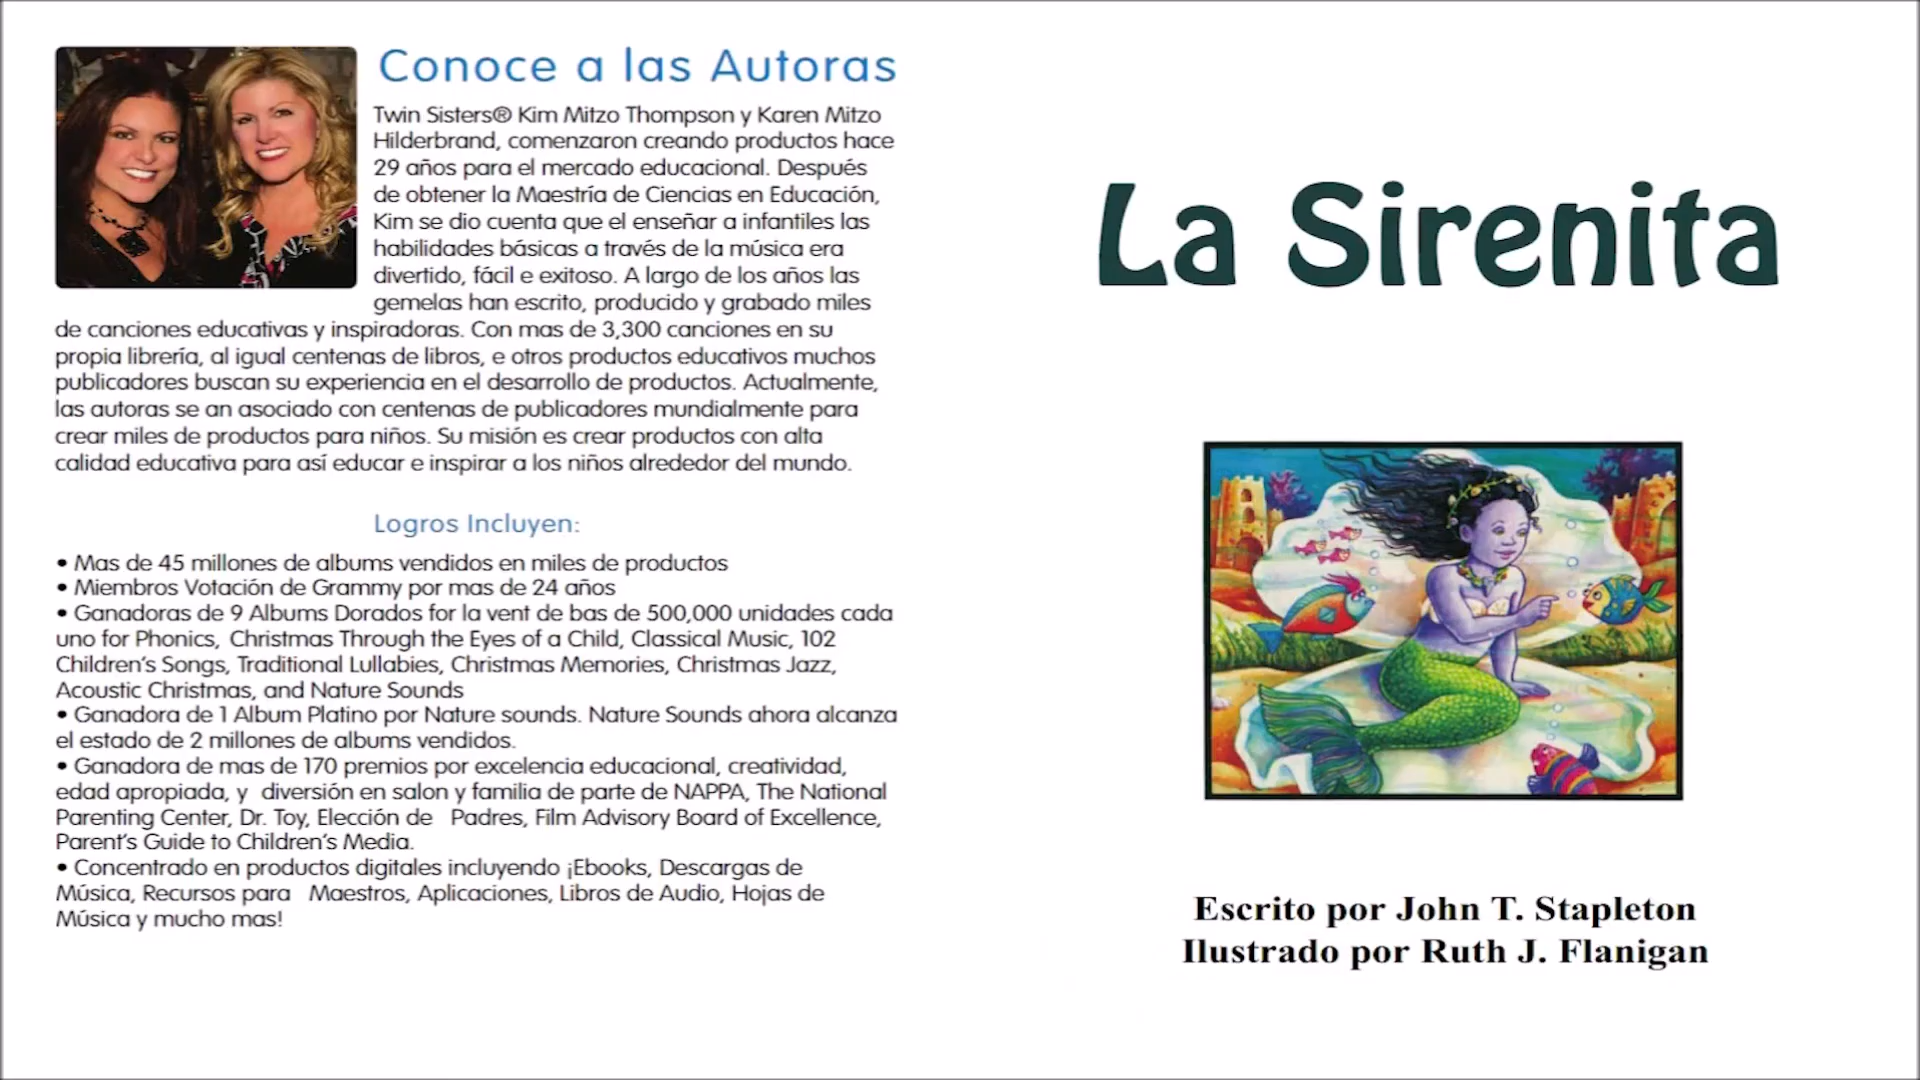 Conoce a las Autoras
Twin Sisters® Kim Mitzo Thompson y Karen Mitzo
Hilderbrand, comenzaron creando productos hace
29 años para el mercado educacional. Después
de obtener la Maestría de Ciencias en Educación,
Kim se dio cuenta que el enseñar a infantiles las
habilidades básicas a través de la música era
divertido, fácil e exitoso. A largo de los años las
gemelas han escrito, producido y grabado miles
de canciones educativas y inspiradoras. Con mas de 3,300 canciones en su
propia librería, al igual centenas de libros, e otros productos educativos muchos
publicadores buscan su experiencia en el desarrollo de productos. Actualmente,
las autoras se an asociado con centenas de publicadores mundialmente para
crear miles de productos para niños. Su misión es crear productos con alta
calidad educativa para así educar e inspirar a los niños alrededor del mundo.
Logros Incluyen:
• Mas de 45 millones de albums vendidos en miles de productos
• Miembros Votación de Grammy por mas de 24 años
• Ganadoras de 9 Albums Dorados for la vent de bas de 500,000 unidades cada
uno for Phonics, Christmas Through the Eyes of a Child, Classical Music, 102
Children's Songs, Traditional Lullabies, Christmas Memories, Christmas Jazz,
Acoustic Christmas, and Nature Sounds
• Ganadora de 1 Album Platino por Nature sounds. Nature Sounds ahora alcanza
el estado de 2 millones de albums vendidos.
• Ganadora de mas de 170 premios por excelencia educacional, creatividad,
edad apropiada, y diversión en salon y familia de parte de NAPPA, The National
Parenting Center, Dr. Toy, Elección de Padres, Film Advisory Board of Excellence,
Parent's Guide to Children's Media.
• Concentrado en productos digitales incluyendo ¡Ebooks, Descargas de
Música, Recursos para Maestros, Aplicaciones, Libros de Audio, Hojas de
Música y mucho mas!
La Sirenita
Escrito por John T. Stapleton
Ilustrado por Ruth J. Flanigan